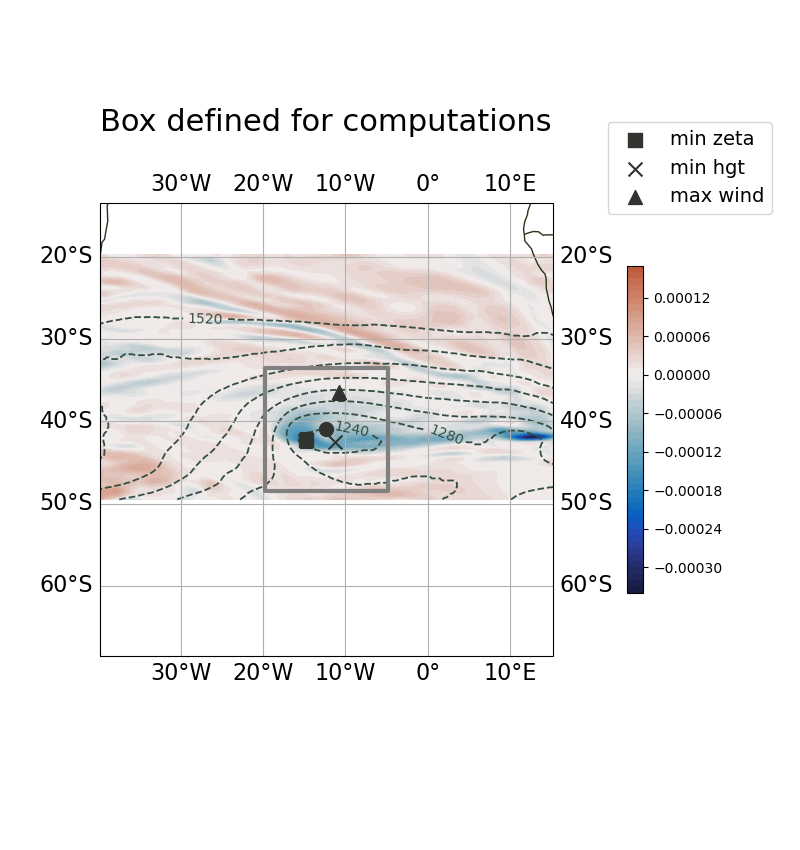 Box defined for computations
min zeta
min hgt
max wind
30°W 20°W 10°W 0° 10°E
20°S 20°S
0.00012
1520
30°S 30°S
0.00006
0.00000
40°S 1240 1280 40°S
−0.00006
−0.00012
−0.00018
50°S 50°S
−0.00024
−0.00030
60°S 60°S
30°W 20°W 10°W 0° 10°E